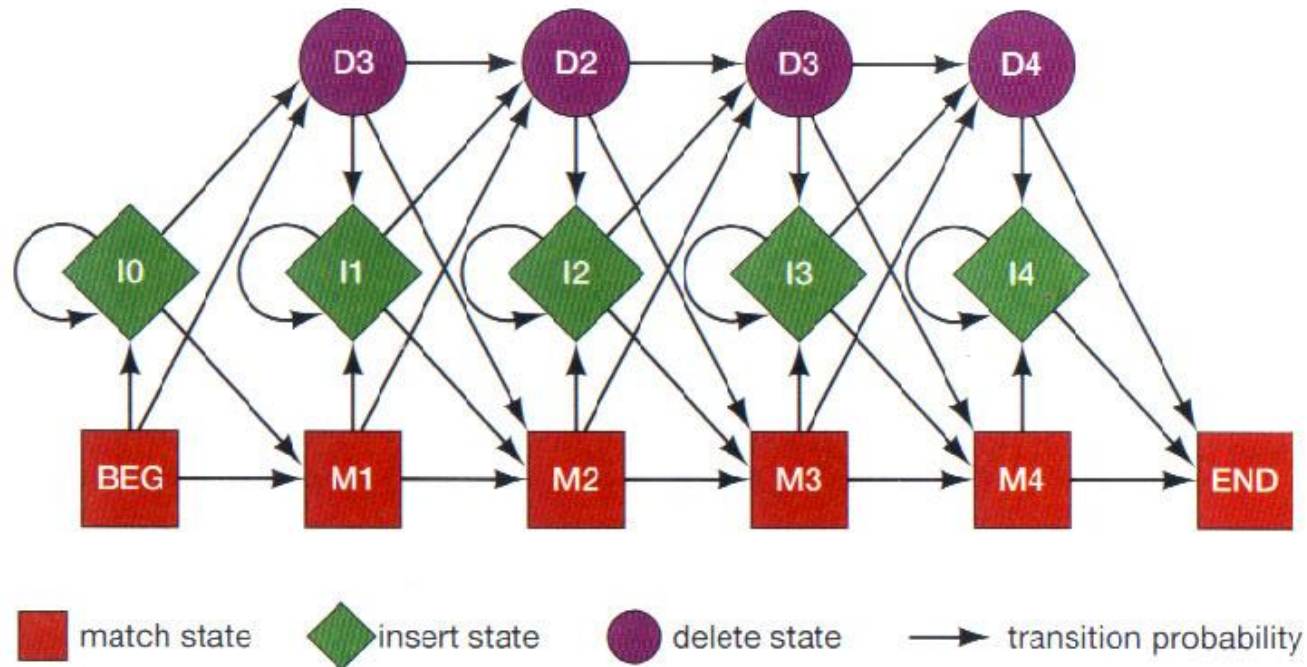 D3 D2 D3 D4
I0 I1 I2 I3 I4
BEG M1 M2 M3 M4 END
match state insert state delete state transition probability